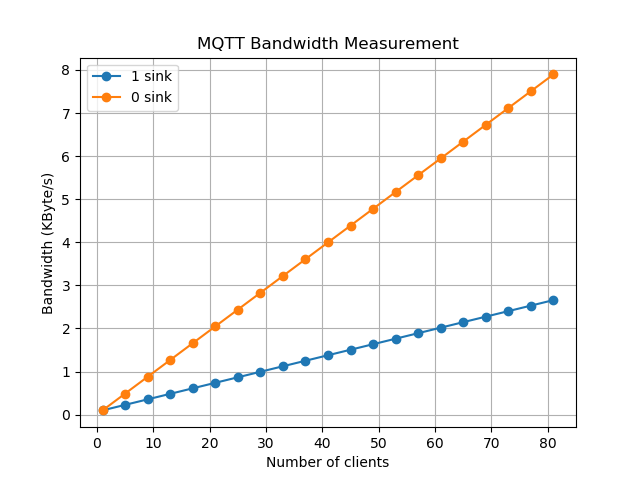 MQTT Bandwidth Measurement
1 sink
0 sink
8
7
6
5
4
3
2
1
0
Bandwidth (KByte/s)
0 10 20 30 40 50 60 70 80
Number of clients